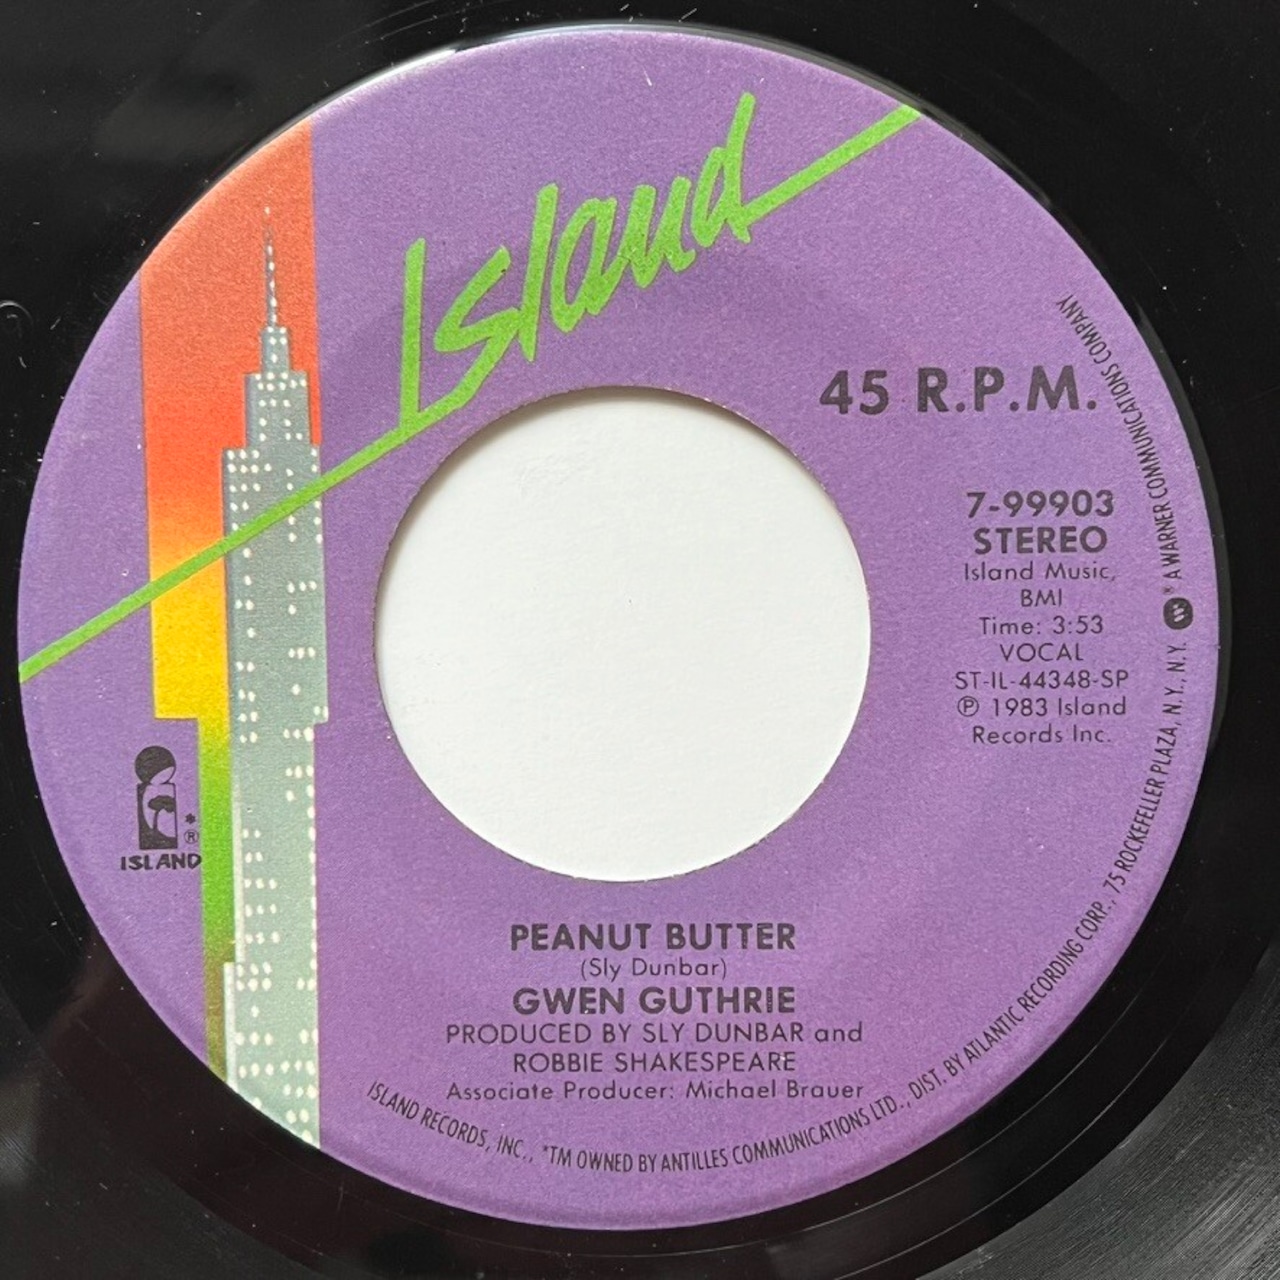 Island
45 R.P.M.
7-99903
STEREO
Island Music,
BMI
Time: 3:53
VOCAL
ST-IL-44348-SP
℗ 1983 Island
Records Inc.
*
®
ISLAND
PEANUT BUTTER
(Sly Dunbar)
GWEN GUTHRIE
PRODUCED BY SLY DUNBAR and
ROBBIE SHAKESPEARE
Associate Producer: Michael Brauer
ISLAND RECORDS, INC., *TM OWNED BY ANTILLES COMMUNICATIONS LTD., DIST. BY ATLANTIC RECORDING CORP., 75 ROCKEFELLER PLAZA, N.Y., N.Y. ® A WARNER COMMUNICATIONS COMPANY